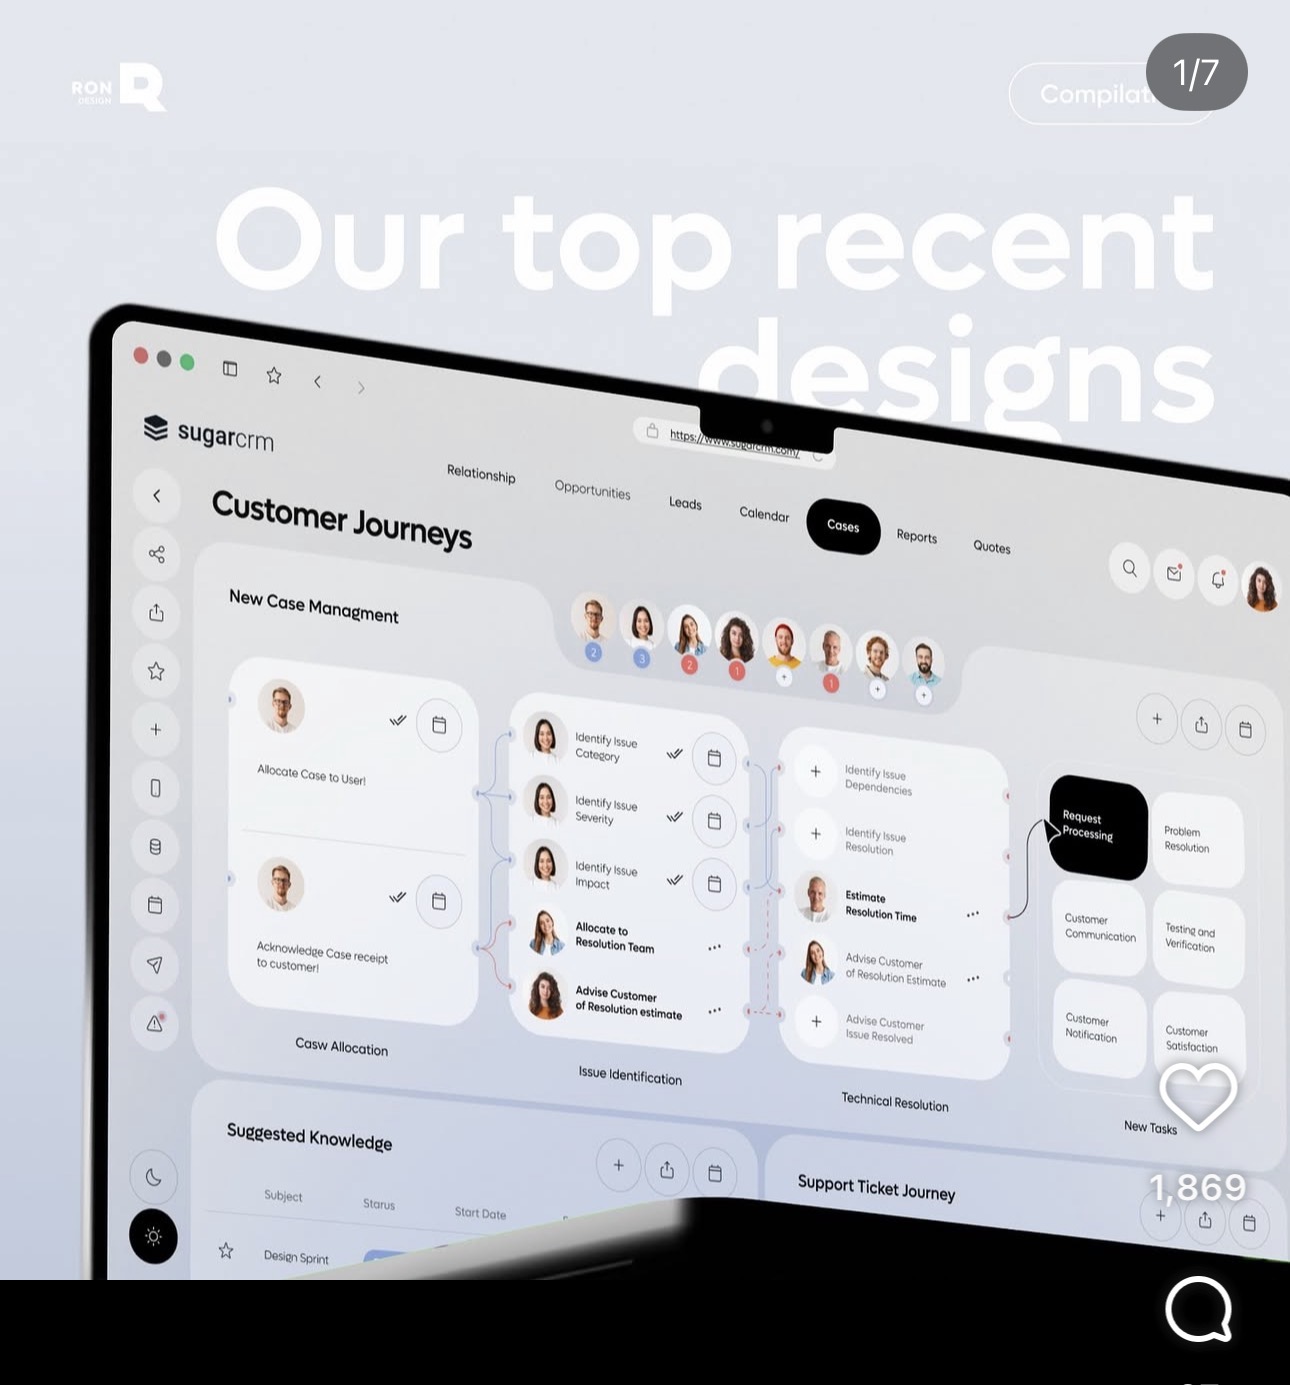 RON
DESIGN
1/7
Our top recent
designs
sugarcrm
https://www.sugarcrm.com/
Relationship
Opportunities
Leads
Calendar
Cases
Reports
Quotes
Customer Journeys
New Case Managment
2
3
2
1
1
Allocate Case to User!
Acknowledge Case receipt
to customer!
Casw Allocation
Identify Issue
Category
Identify Issue
Severity
Identify Issue
Impact
Allocate to
Resolution Team
Advise Customer
of Resolution estimate
Issue Identification
Identify Issue
Dependencies
Identify Issue
Resolution
Estimate
Resolution Time
Advise Customer
of Resolution Estimate
Advise Customer
Issue Resolved
Technical Resolution
Request
Processing
Problem
Resolution
Customer
Communication
Testing and
Verification
Customer
Notification
Customer
Satisfaction
New Tasks
Suggested Knowledge
Subject
Starus
Start Date
Design Sprint
Support Ticket Journey
1,869